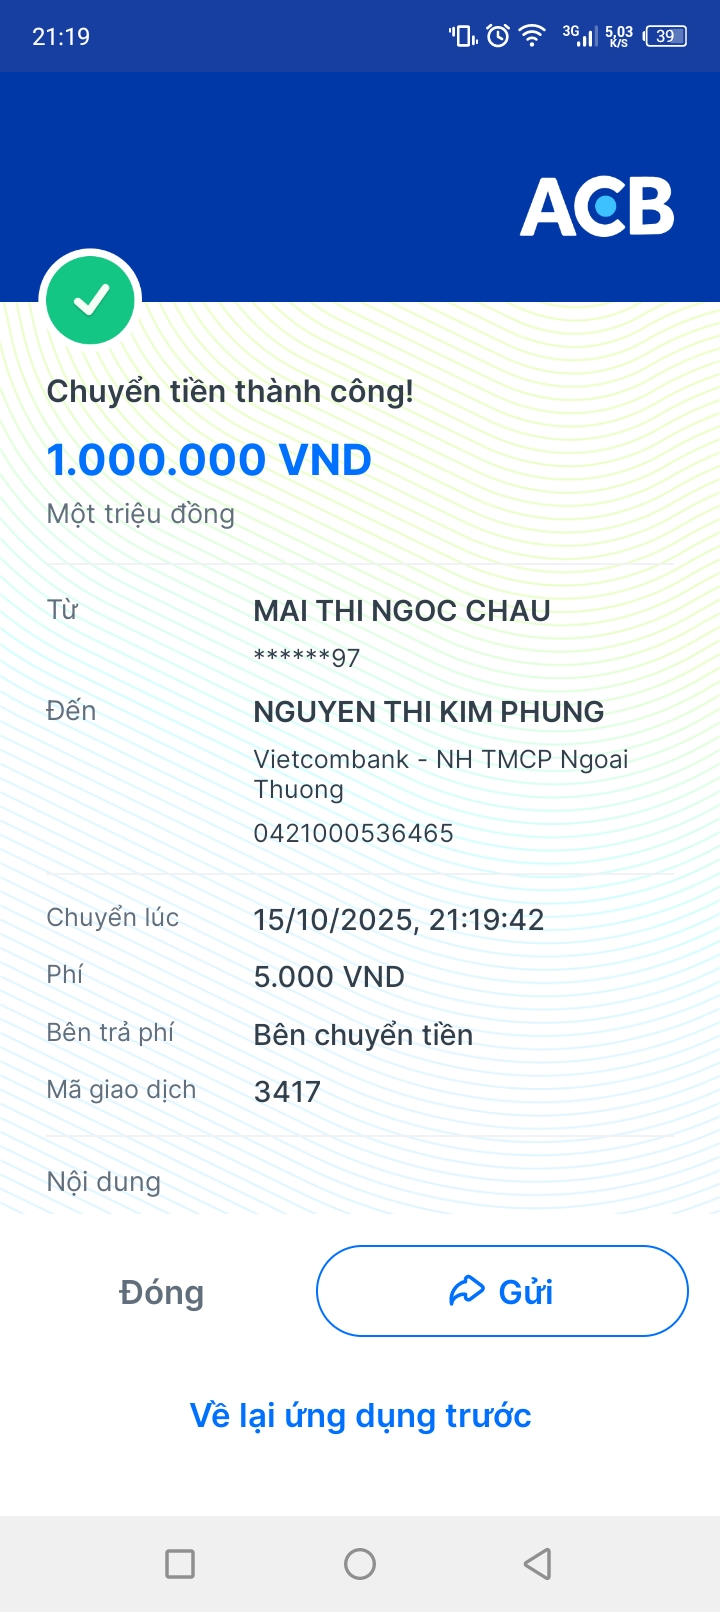 21:19
3G 5,03 K/S 39
ACB
Chuyển tiền thành công!
1.000.000 VND
Một triệu đồng
Từ MAI THI NGOC CHAU
******97
Đến NGUYEN THI KIM PHUNG
Vietcombank - NH TMCP Ngoai
Thuong
0421000536465
Chuyển lúc 15/10/2025, 21:19:42
Phí 5.000 VND
Bên trả phí Bên chuyển tiền
Mã giao dịch 3417
Nội dung
Đóng Gửi
Về lại ứng dụng trước